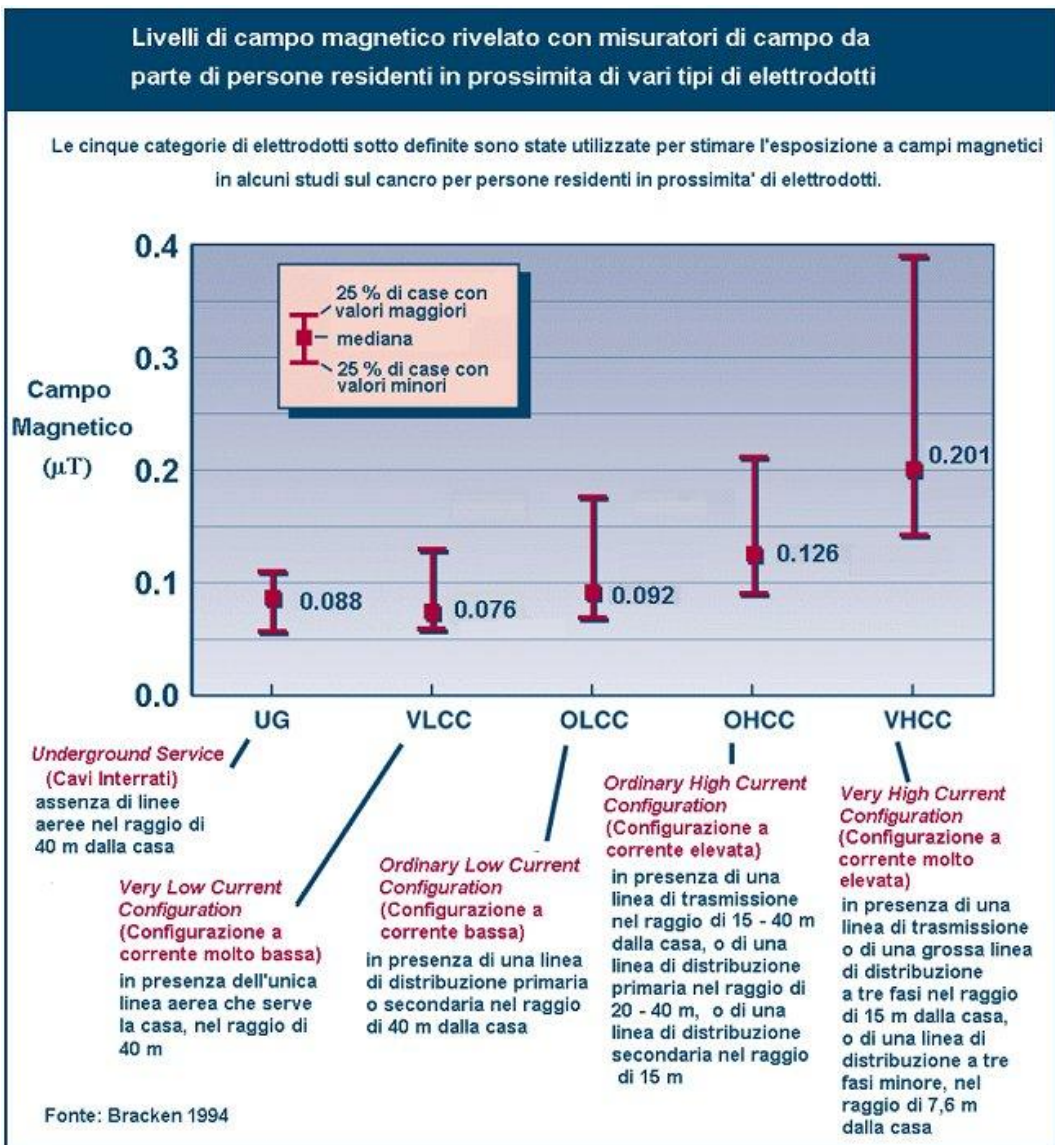 Livelli di campo magnetico rivelato con misuratori di campo da
parte di persone residenti in prossimita di vari tipi di elettrodotti
Le cinque categorie di elettrodotti sotto definite sono state utilizzate per stimare l'esposizione a campi magnetici
in alcuni studi sul cancro per persone residenti in prossimita' di elettrodotti.
Campo
Magnetico
(μT)
0.4
0.3
0.2
0.1
0.0
25 % di case con
valori maggiori
mediana
25 % di case con
valori minori
0.088
0.076
0.092
0.126
0.201
UG
VLCC
OLCC
OHCC
VHCC
Underground Service
(Cavi Interrati)
assenza di linee
aeree nel raggio di
40 m dalla casa
Very Low Current
Configuration
(Configurazione a
corrente molto bassa)
in presenza dell'unica
linea aerea che serve
la casa, nel raggio di
40 m
Ordinary Low Current
Configuration
(Configurazione a
corrente bassa)
in presenza di una linea
di distribuzione primaria
o secondaria nel raggio
di 40 m dalla casa
Ordinary High Current
Configuration
(Configurazione a
corrente elevata)
in presenza di una
linea di trasmissione
nel raggio di 15 - 40 m
dalla casa, o di una
linea di distribuzione
primaria nel raggio di
20 - 40 m, o di una
linea di distribuzione
secondaria nel raggio
di 15 m
Very High Current
Configuration
(Configurazione a
corrente molto
elevata)
in presenza di una
linea di trasmissione
o di una grossa linea
di distribuzione
a tre fasi nel raggio
di 15 m dalla casa,
o di una linea di
distribuzione a tre
fasi minore, nel
raggio di 7,6 m
dalla casa
Fonte: Bracken 1994